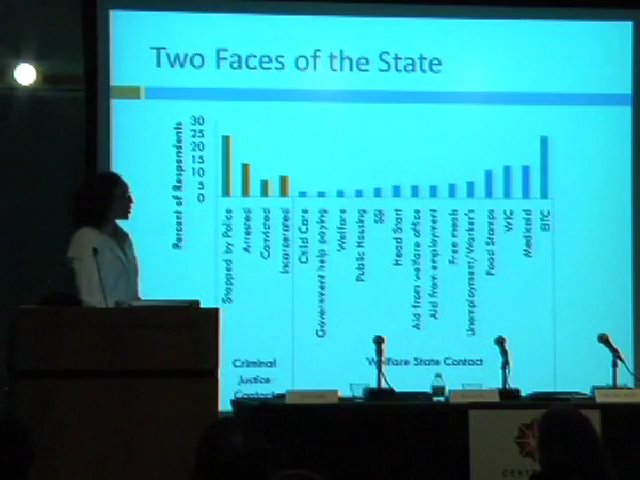 Two Faces of the State
Percent of Respondents
30
25
20
15
10
5
0
Stopped by Police
Arrested
Convicted
Incarcerated
Child Care
Government help paying
Welfare
Public Housing
SSI
Head Start
Aid from welfare office
Aid from employment
Free meals
Unemployment/Worker's
Food Stamps
WIC
Medicaid
EITC
Criminal
Justice
Contact
Welfare State Contact